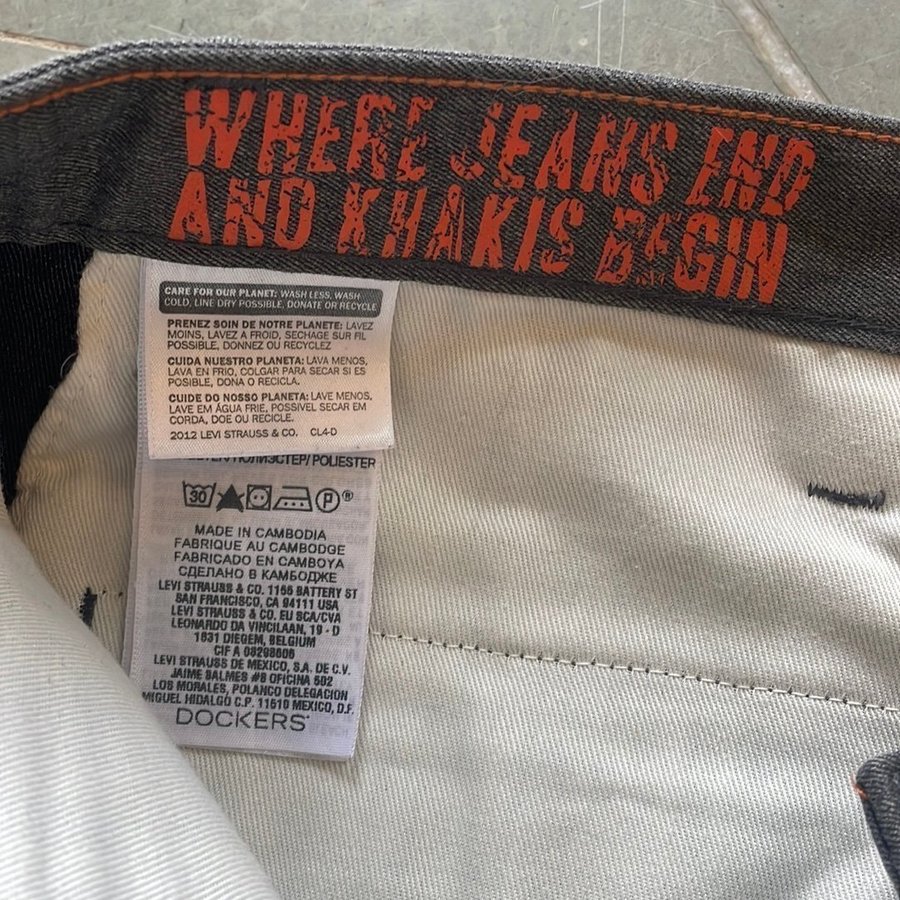 WHERE JEANS END
AND KHAKIS BEGIN
CARE FOR OUR PLANET: WASH LESS, WASH
COLD, LINE DRY POSSIBLE, DONATE OR RECYCLE
PRENEZ SOIN DE NOTRE PLANETE: LAVEZ
MOINS, LAVEZ A FROID, SECHAGE SUR FIL
POSSIBLE, DONNEZ OU RECYCLEZ
CUIDA NUESTRO PLANETA: LAVA MENOS,
LAVA EN FRIO, COLGAR PARA SECAR SI ES
POSIBLE, DONA O RECICLA.
CUIDE DO NOSSO PLANETA: LAVE MENOS,
LAVE EM ÁGUA FRIE, POSSIVEL SECAR EM
CORDA, DOE OU RECICLE.
2012 LEVI STRAUSS & CO. CL4-D
ПОЛИЭСТЕР/ POLIESTER
30 P ®
MADE IN CAMBODIA
FABRIQUE AU CAMBODGE
FABRICADO EN CAMBOYA
СДЕЛАНО В КАМБОДЖЕ
LEVI STRAUSS & CO. 1155 BATTERY ST
SAN FRANCISCO, CA 94111 USA
LEVI STRAUSS & CO. EU SCA/CVA
LEONARDO DA VINCILAAN, 19 - D
1831 DIEGEM, BELGIUM
CIF A 08298606
LEVI STRAUSS DE MEXICO, S.A. DE C.V.
JAIME BALMES #8 OFICINA 502
LOS MORALES, POLANCO DELEGACION
MIGUEL HIDALGO C.P. 11510 MEXICO, D.F.
DOCKERS®